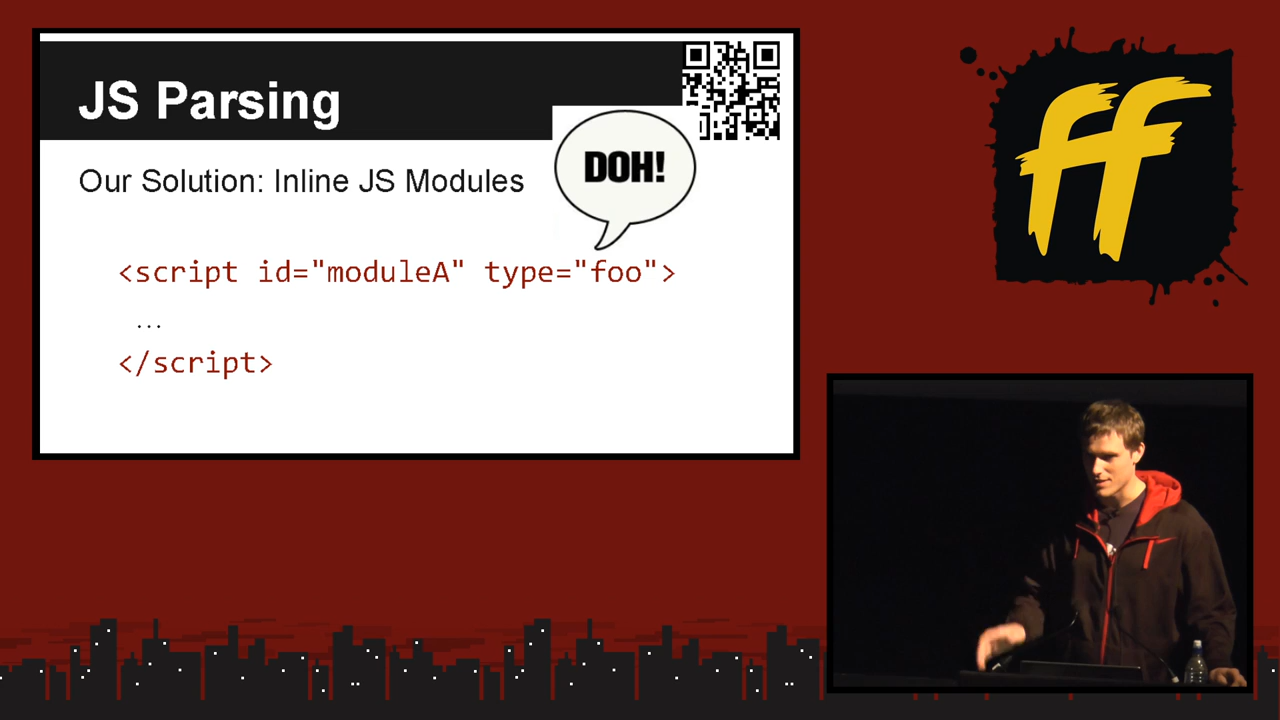 JS Parsing
DOH!
Our Solution: Inline JS Modules
<script id="moduleA" type="foo">
...
</script>
ff